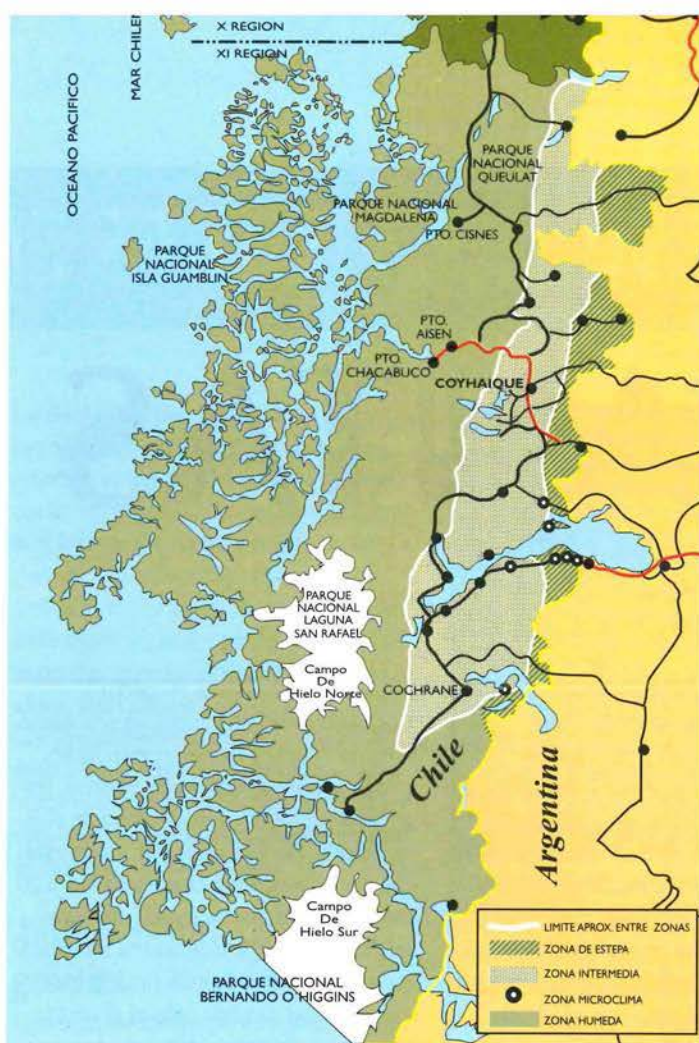 X REGION
XI REGION
MAR CHILEN
OCEANO PACIFICO
PARQUE
NACIONAL
QUEULAT
PARQUE NACIONAL
MAGDALENA
PTO. CISNES
PARQUE
NACIONAL
ISLA GUAMBLIN
PTO.
AISEN
PTO.
CHACABUCO
COYHAIQUE
PARQUE
NACIONAL
LAGUNA
SAN RAFAEL
Campo
De
Hielo Norte
COCHRANE
Chile
Argentina
Campo
De
Hielo Sur
PARQUE NACIONAL
BERNANDO O HIGGINS
LIMITE APROX. ENTRE ZONAS
ZONA DE ESTEPA
ZONA INTERMEDIA
ZONA MICROCLIMA
ZONA HUMEDA